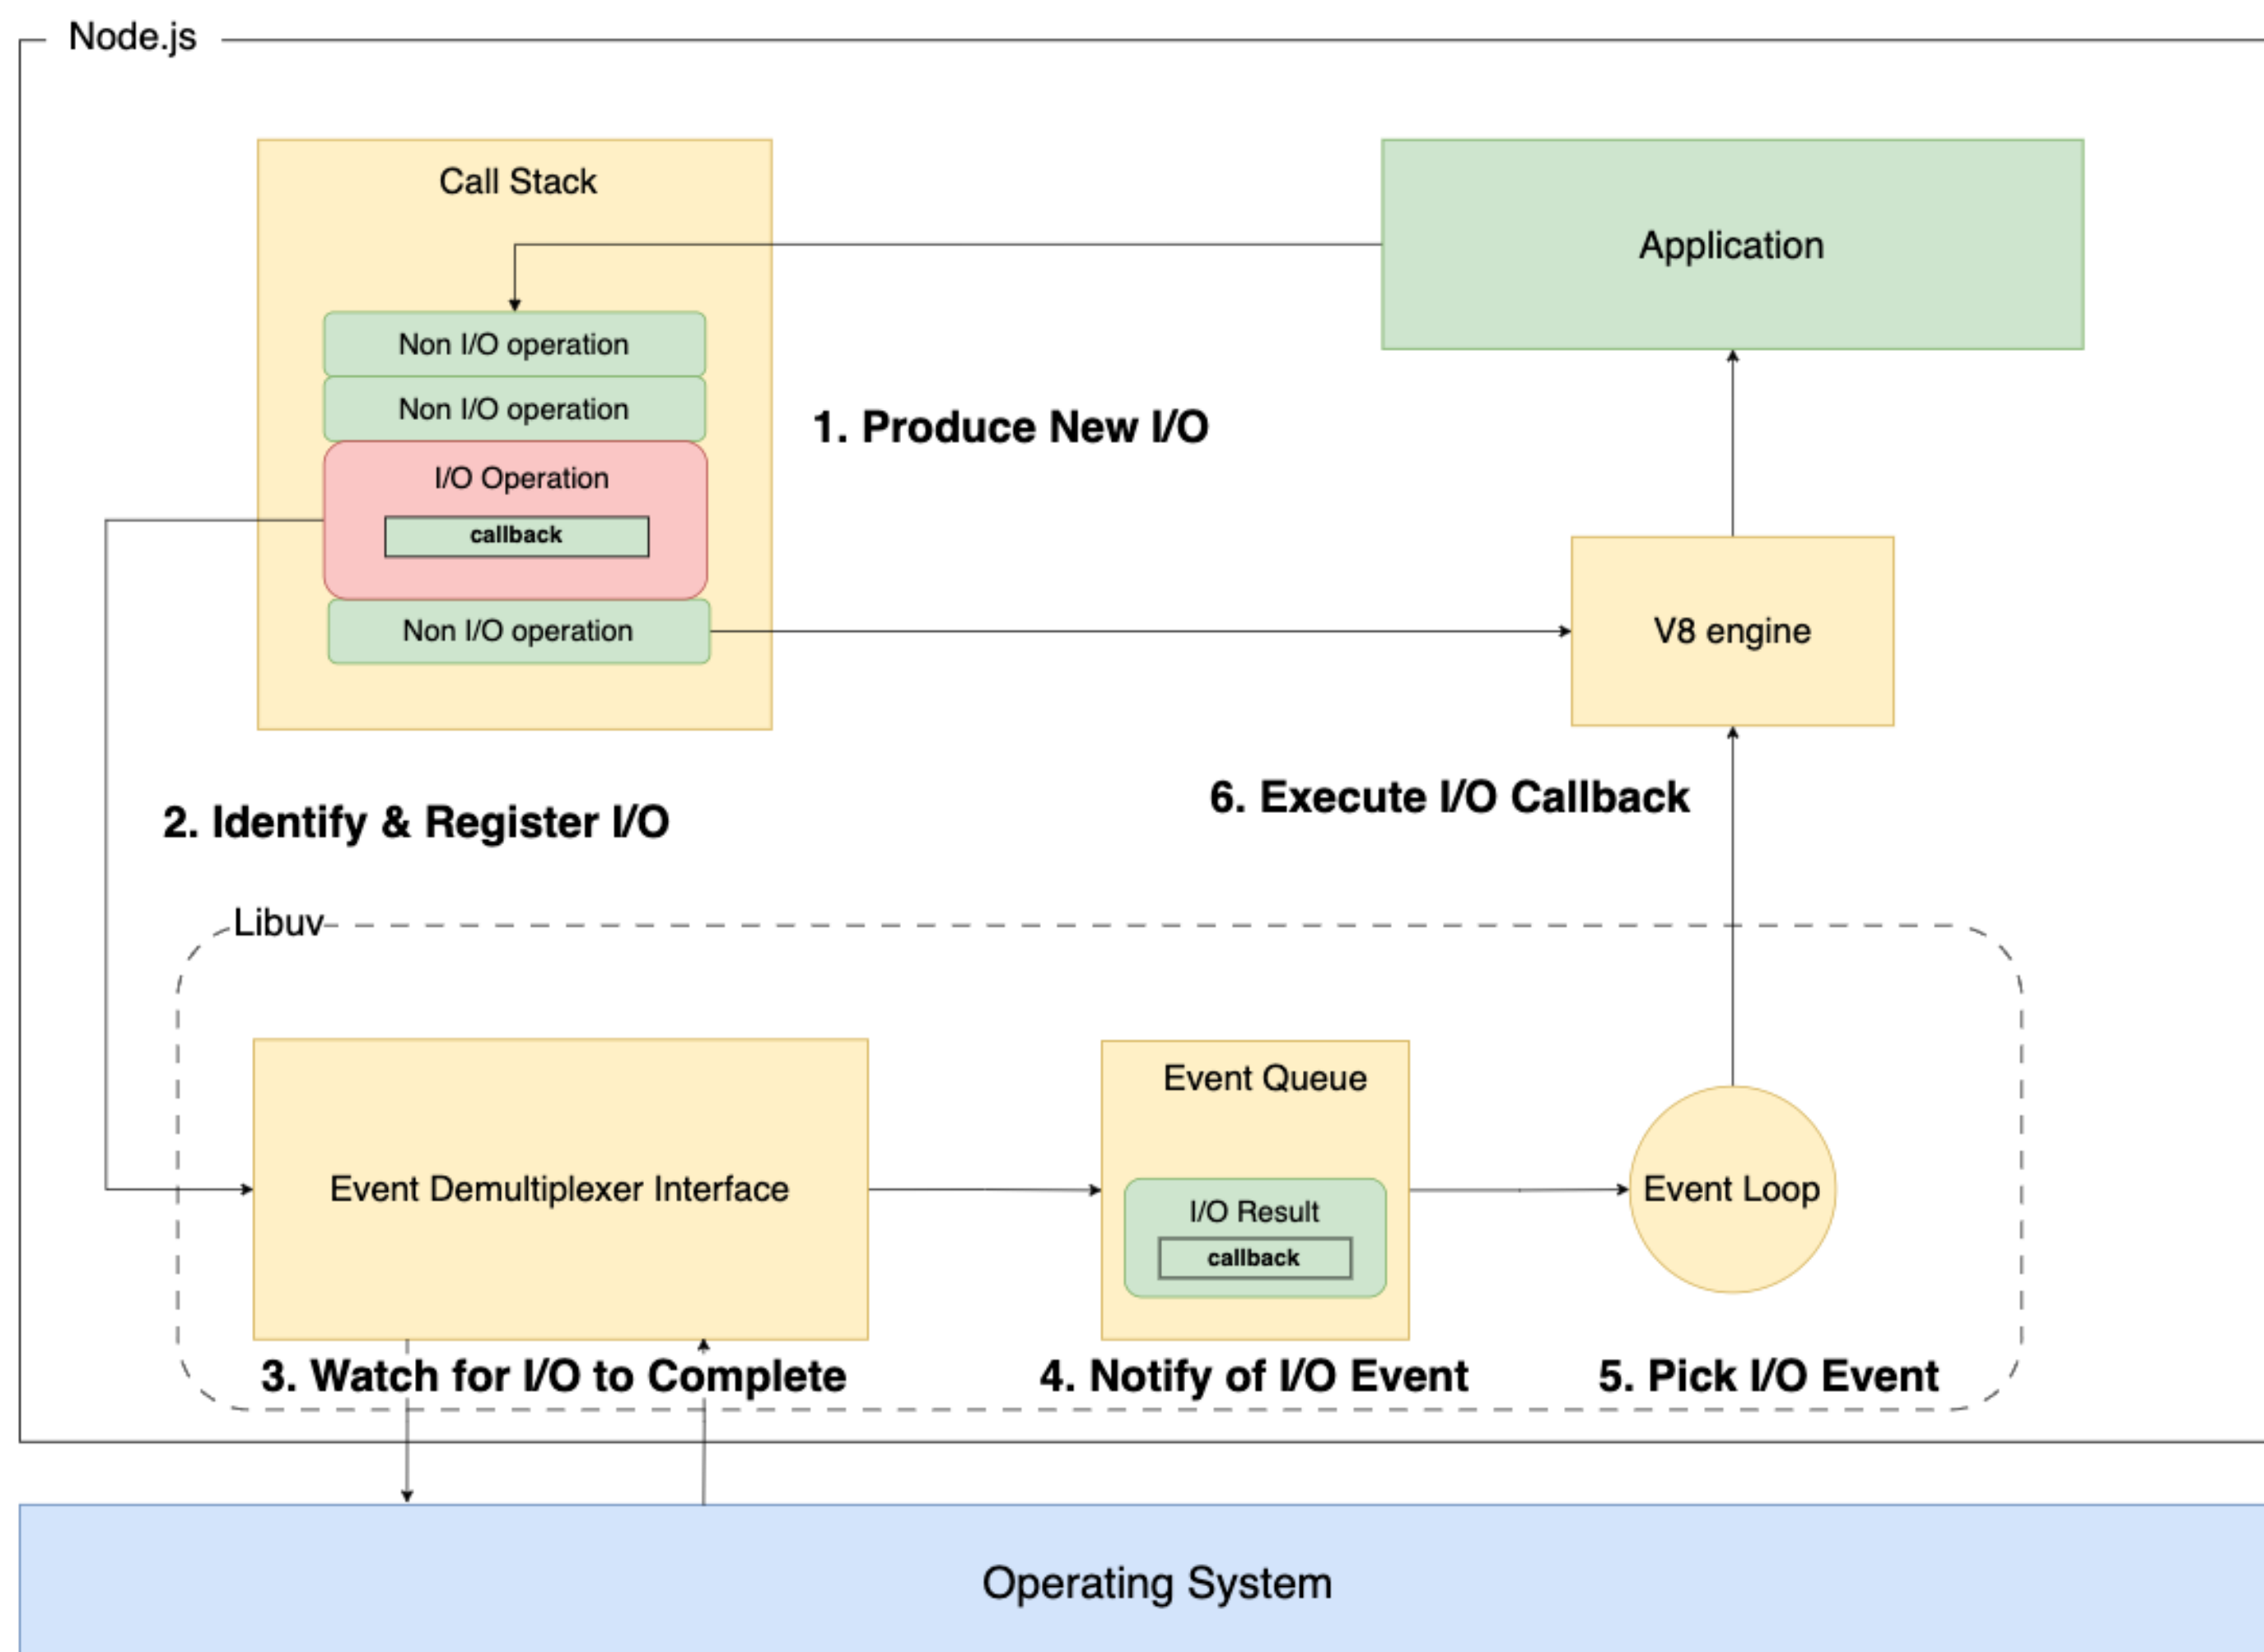 Node.js
Call Stack
Application
Non I/O operation
Non I/O operation
1. Produce New I/O
I/O Operation
callback
Non I/O operation
V8 engine
6. Execute I/O Callback
2. Identify & Register I/O
Libuv
Event Queue
Event Demultiplexer Interface
Event Loop
I/O Result
callback
3. Watch for I/O to Complete
4. Notify of I/O Event
5. Pick I/O Event
Operating System